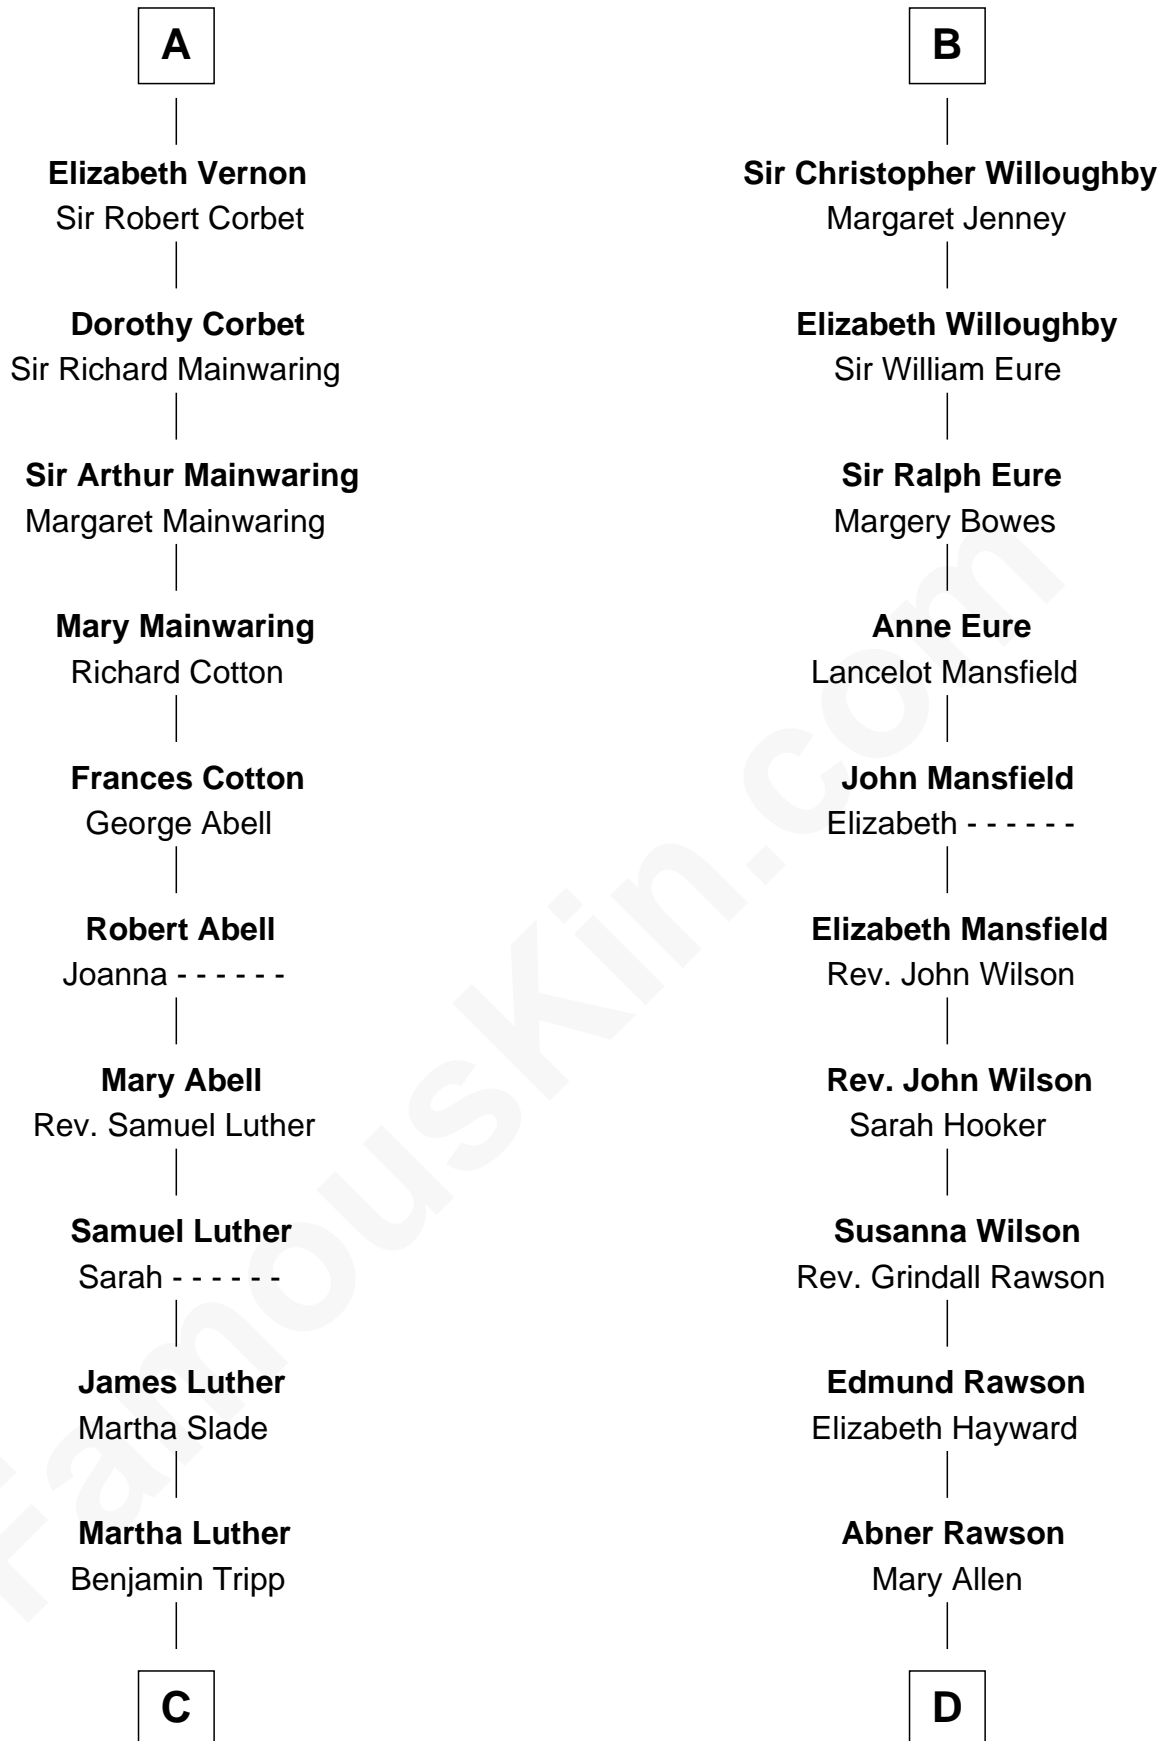 A
Elizabeth Vernon
Sir Robert Corbet
Dorothy Corbet
Sir Richard Mainwaring
Sir Arthur Mainwaring
Margaret Mainwaring
Mary Mainwaring
Richard Cotton
Frances Cotton
George Abell
Robert Abell
Joanna - - - - - -
Mary Abell
Rev. Samuel Luther
Samuel Luther
Sarah - - - - - -
James Luther
Martha Slade
Martha Luther
Benjamin Tripp
C
B
Sir Christopher Willoughby
Margaret Jenney
Elizabeth Willoughby
Sir William Eure
Sir Ralph Eure
Margery Bowes
Anne Eure
Lancelot Mansfield
John Mansfield
Elizabeth - - - - - -
Elizabeth Mansfield
Rev. John Wilson
Rev. John Wilson
Sarah Hooker
Susanna Wilson
Rev. Grindall Rawson
Edmund Rawson
Elizabeth Hayward
Abner Rawson
Mary Allen
D
FamousKin.com